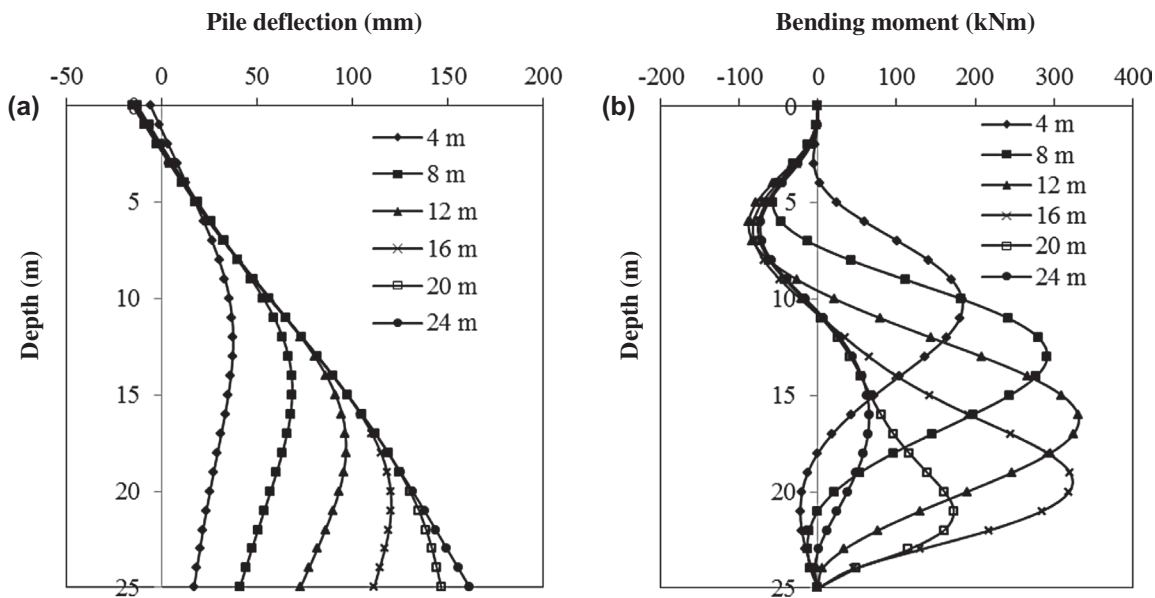 Pile deflection (mm)
-50 0 50 100 150 200
(a) 0
5
10
15
20
25
Depth (m)
4 m
8 m
12 m
16 m
20 m
24 m
Bending moment (kNm)
-200 -100 0 100 200 300 400
(b) 0
5
10
15
20
25
Depth (m)
4 m
8 m
12 m
16 m
20 m
24 m